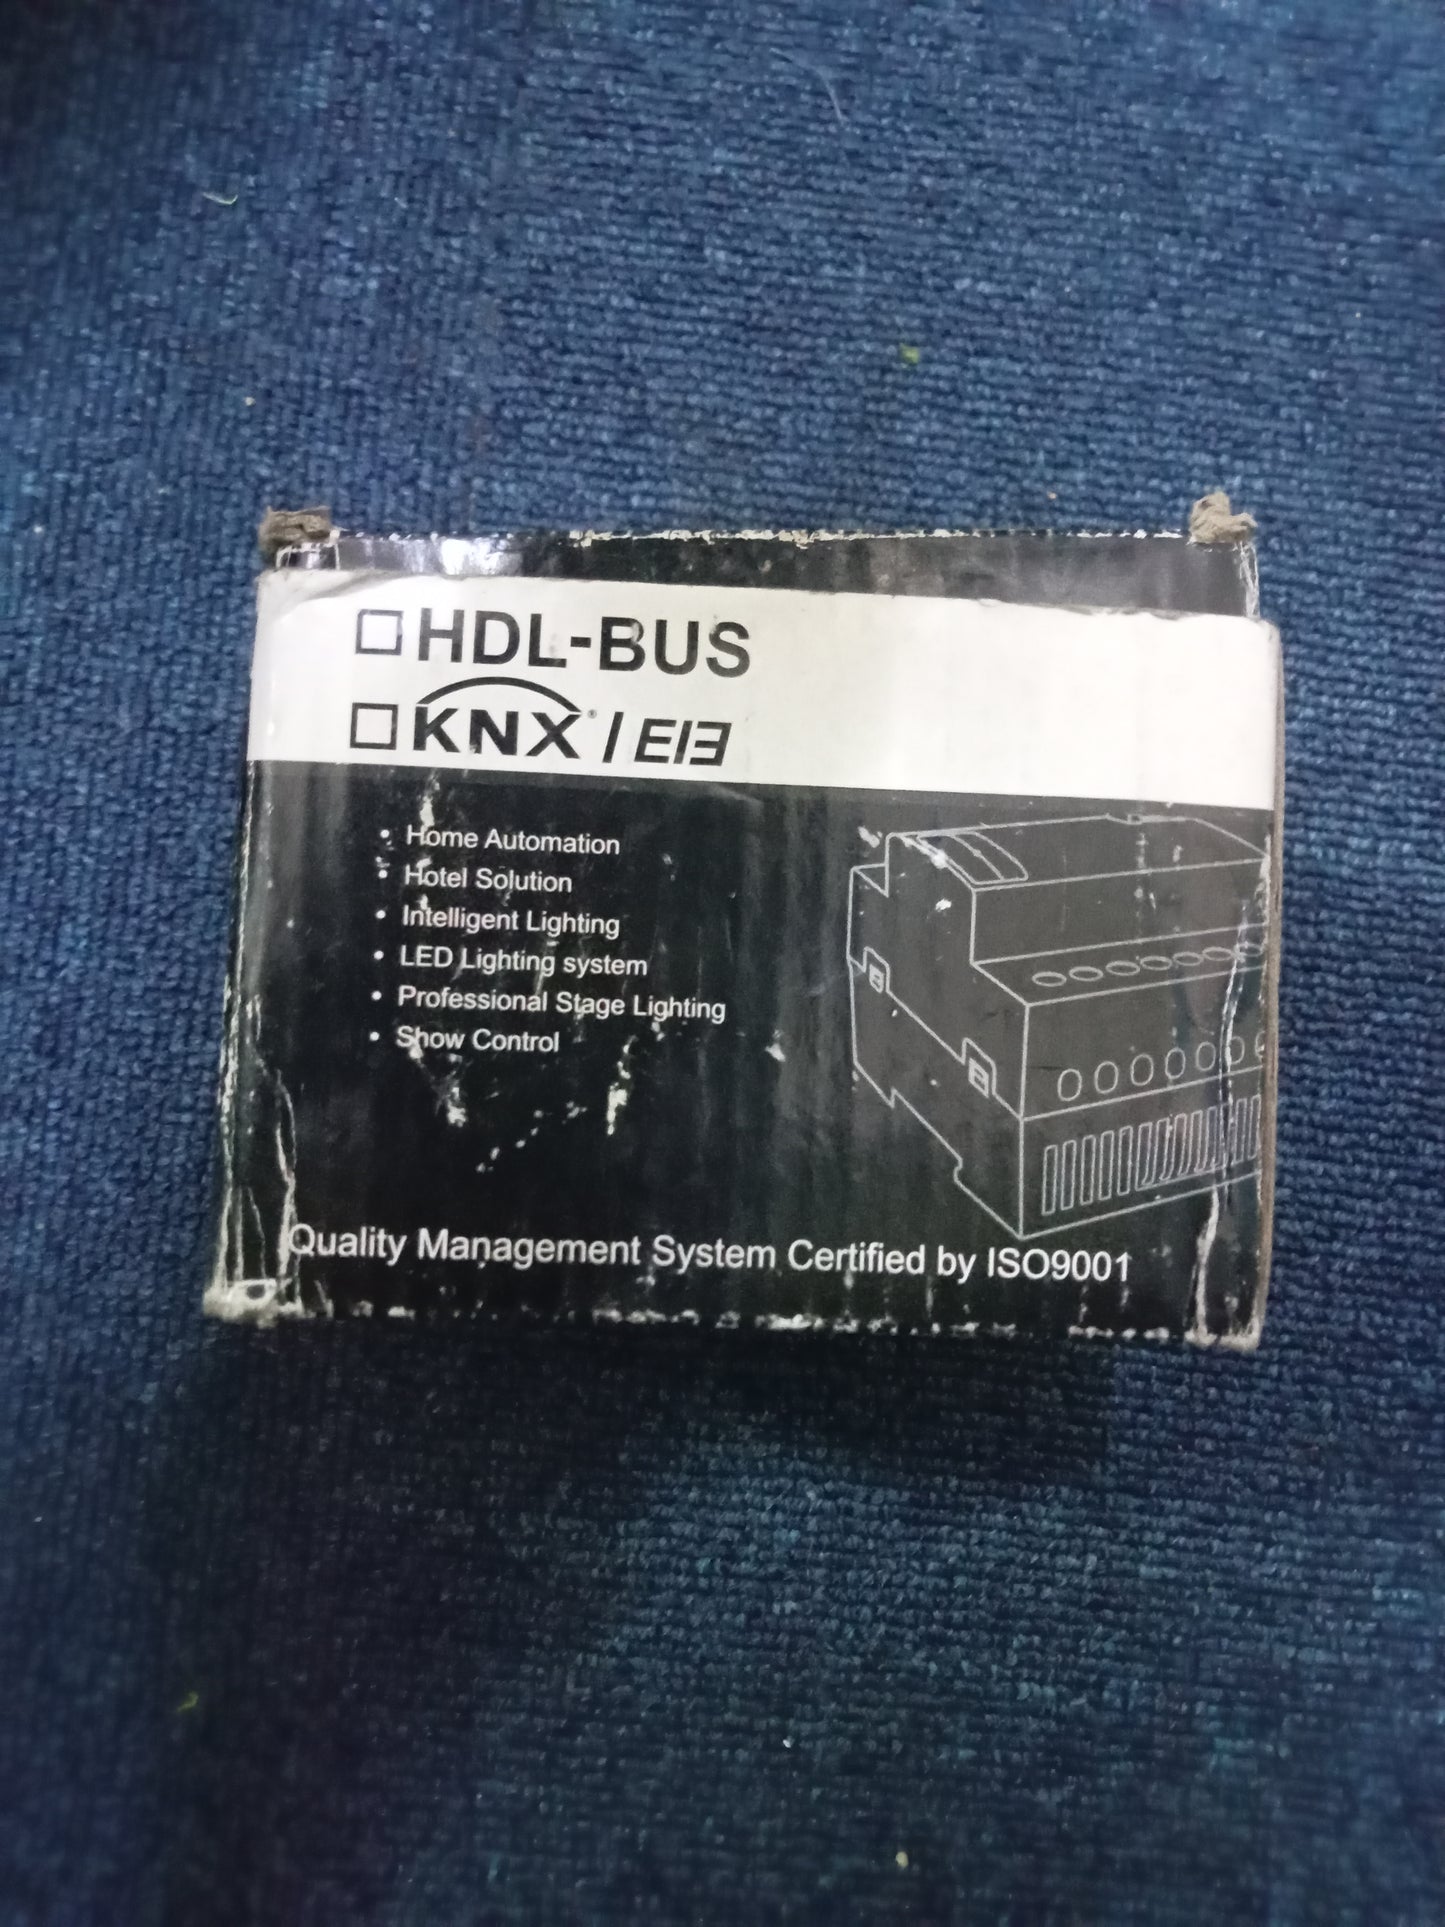 ☐HDL-BUS
☐KNX® / EIB
• Home Automation
• Hotel Solution
• Intelligent Lighting
• LED Lighting system
• Professional Stage Lighting
• Show Control
Quality Management System Certified by ISO9001